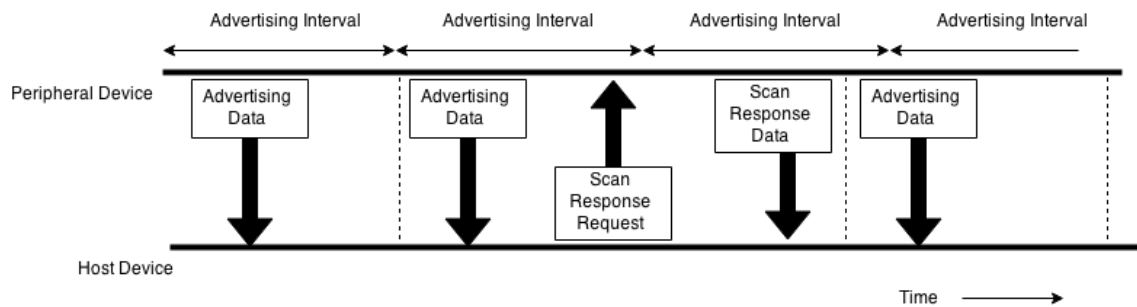 Advertising Interval
Advertising Interval
Advertising Interval
Advertising Interval
Peripheral Device
Advertising
Data
Advertising
Data
Scan
Response
Request
Scan
Response
Data
Advertising
Data
Host Device
Time